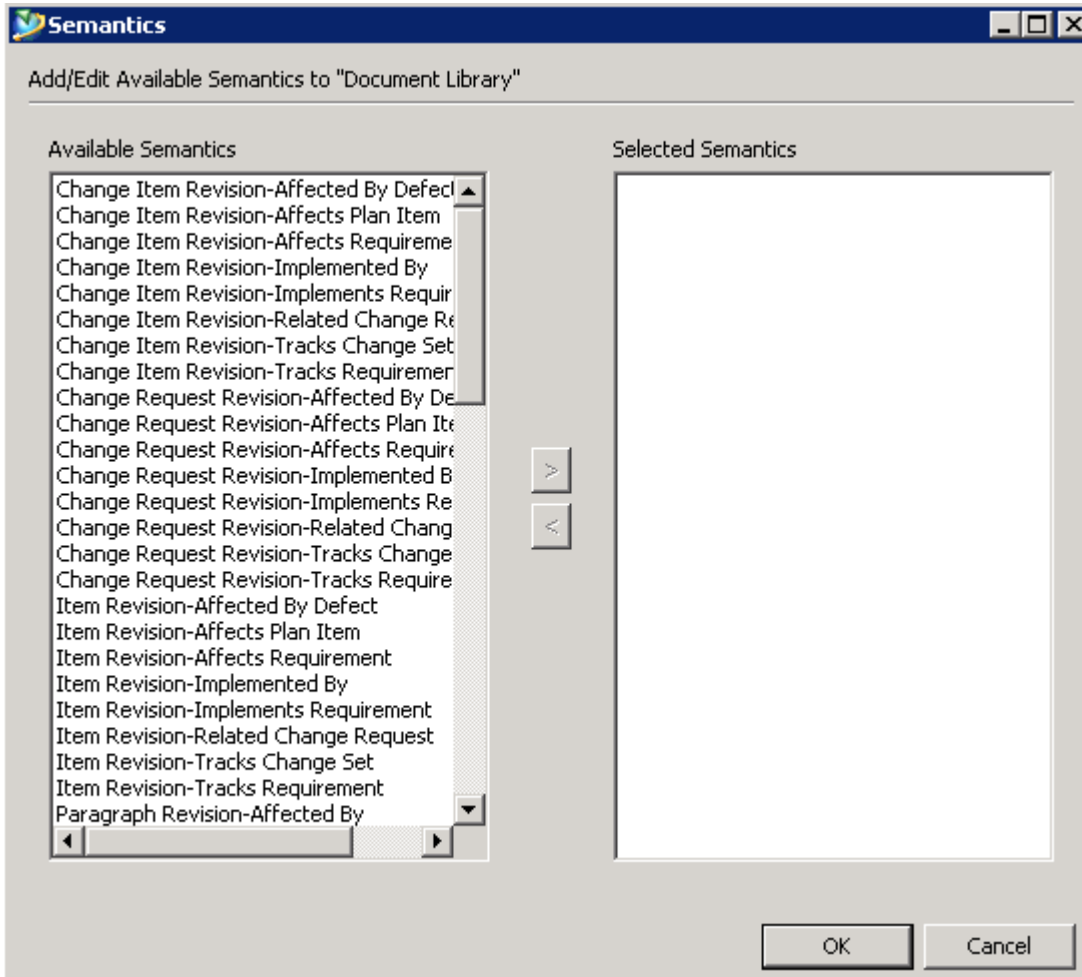 Semantics
Add/Edit Available Semantics to "Document Library"
Available Semantics
Change Item Revision-Affected By Defect
Change Item Revision-Affects Plan Item
Change Item Revision-Affects Requireme
Change Item Revision-Implemented By
Change Item Revision-Implements Requir
Change Item Revision-Related Change Re
Change Item Revision-Tracks Change Set
Change Item Revision-Tracks Requiremen
Change Request Revision-Affected By De
Change Request Revision-Affects Plan Ite
Change Request Revision-Affects Require
Change Request Revision-Implemented B
Change Request Revision-Implements Re
Change Request Revision-Related Chang
Change Request Revision-Tracks Change
Change Request Revision-Tracks Require
Item Revision-Affected By Defect
Item Revision-Affects Plan Item
Item Revision-Affects Requirement
Item Revision-Implemented By
Item Revision-Implements Requirement
Item Revision-Related Change Request
Item Revision-Tracks Change Set
Item Revision-Tracks Requirement
Paragraph Revision-Affected By
>
<
Selected Semantics
OK
Cancel